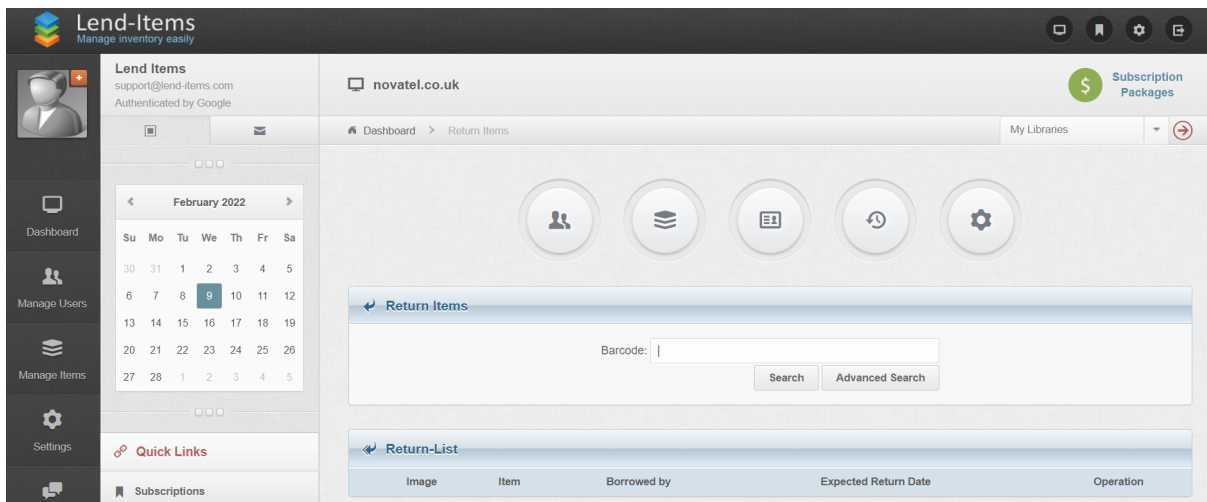 Lend-Items
Manage inventory easily
Lend Items
support@lend-items.com
Authenticated by Google
novatel.co.uk
$
Subscription
Packages
Dashboard > Return Items
My Libraries
February 2022
Su Mo Tu We Th Fr Sa
30 31 1 2 3 4 5
6 7 8 9 10 11 12
13 14 15 16 17 18 19
20 21 22 23 24 25 26
27 28 1 2 3 4 5
Dashboard
Manage Users
Manage Items
Settings
Quick Links
Subscriptions
Return Items
Barcode:
Search Advanced Search
Return-List
Image Item Borrowed by Expected Return Date Operation